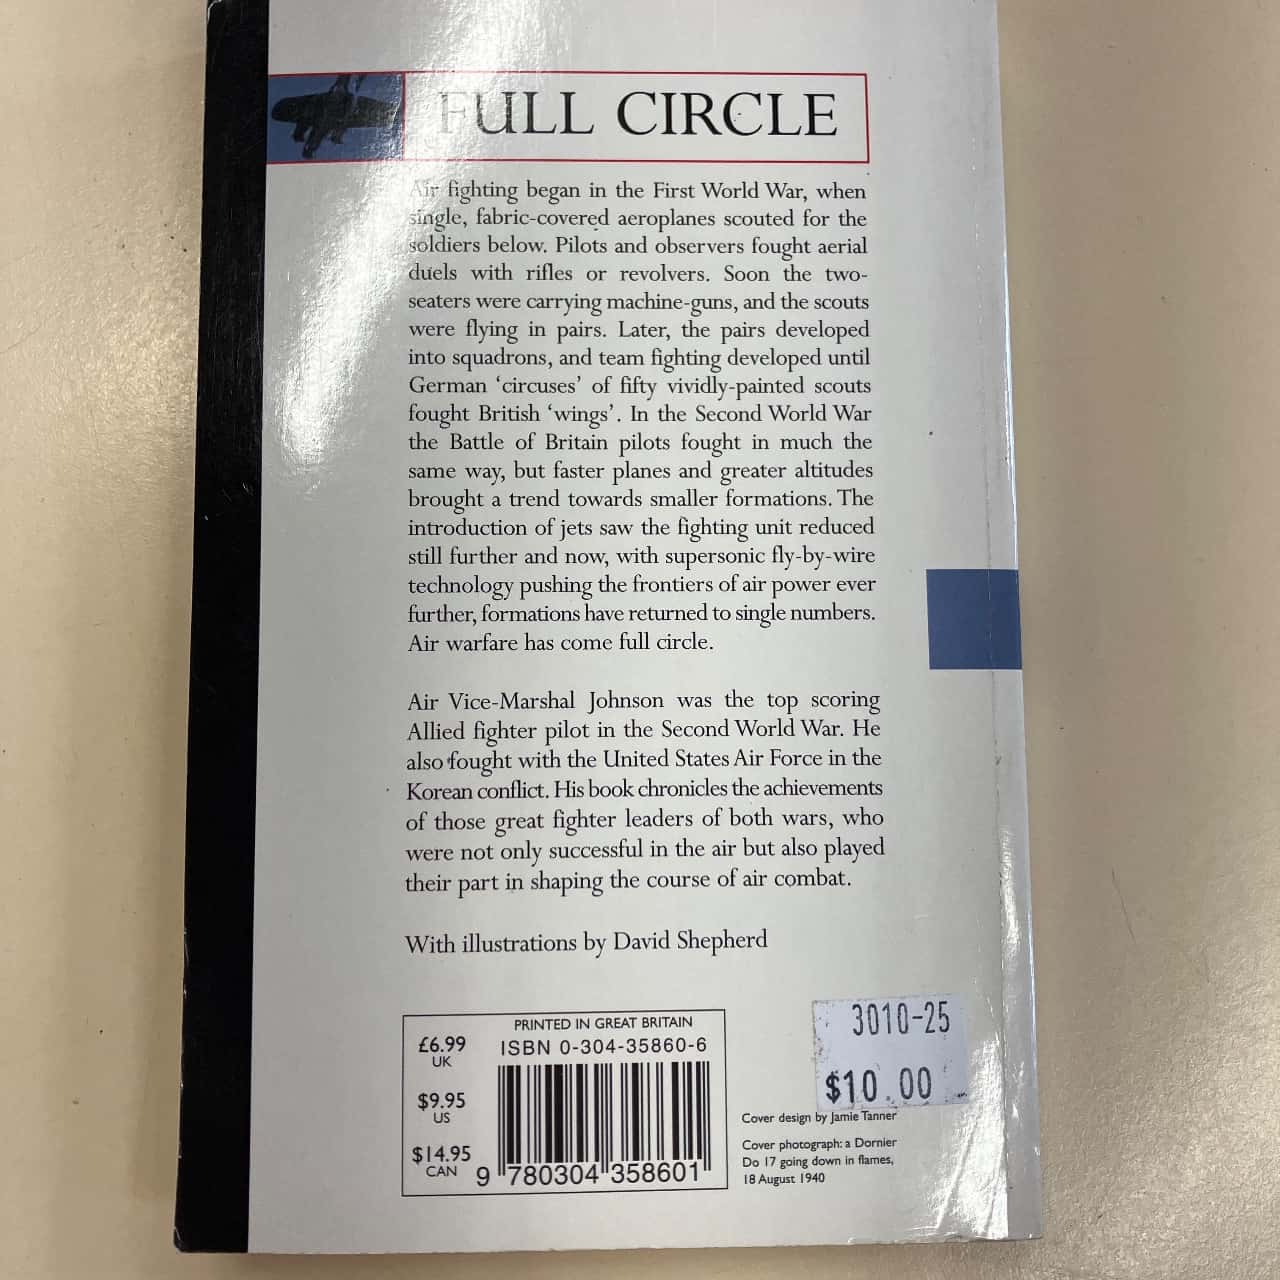 FULL CIRCLE
Air fighting began in the First World War, when
single, fabric-covered aeroplanes scouted for the
soldiers below. Pilots and observers fought aerial
duels with rifles or revolvers. Soon the two-
seaters were carrying machine-guns, and the scouts
were flying in pairs. Later, the pairs developed
into squadrons, and team fighting developed until
German ‘circuses’ of fifty vividly-painted scouts
fought British ‘wings’. In the Second World War
the Battle of Britain pilots fought in much the
same way, but faster planes and greater altitudes
brought a trend towards smaller formations. The
introduction of jets saw the fighting unit reduced
still further and now, with supersonic fly-by-wire
technology pushing the frontiers of air power ever
further, formations have returned to single numbers.
Air warfare has come full circle.
Air Vice-Marshal Johnson was the top scoring
Allied fighter pilot in the Second World War. He
also fought with the United States Air Force in the
Korean conflict. His book chronicles the achievements
of those great fighter leaders of both wars, who
were not only successful in the air but also played
their part in shaping the course of air combat.
With illustrations by David Shepherd
PRINTED IN GREAT BRITAIN
ISBN 0-304-35860-6
£6.99
UK
$9.95
US
$14.95
CAN
9 780304 358601
3010-25
$10.00
Cover design by Jamie Tanner
Cover photograph: a Dornier
Do 17 going down in flames,
18 August 1940